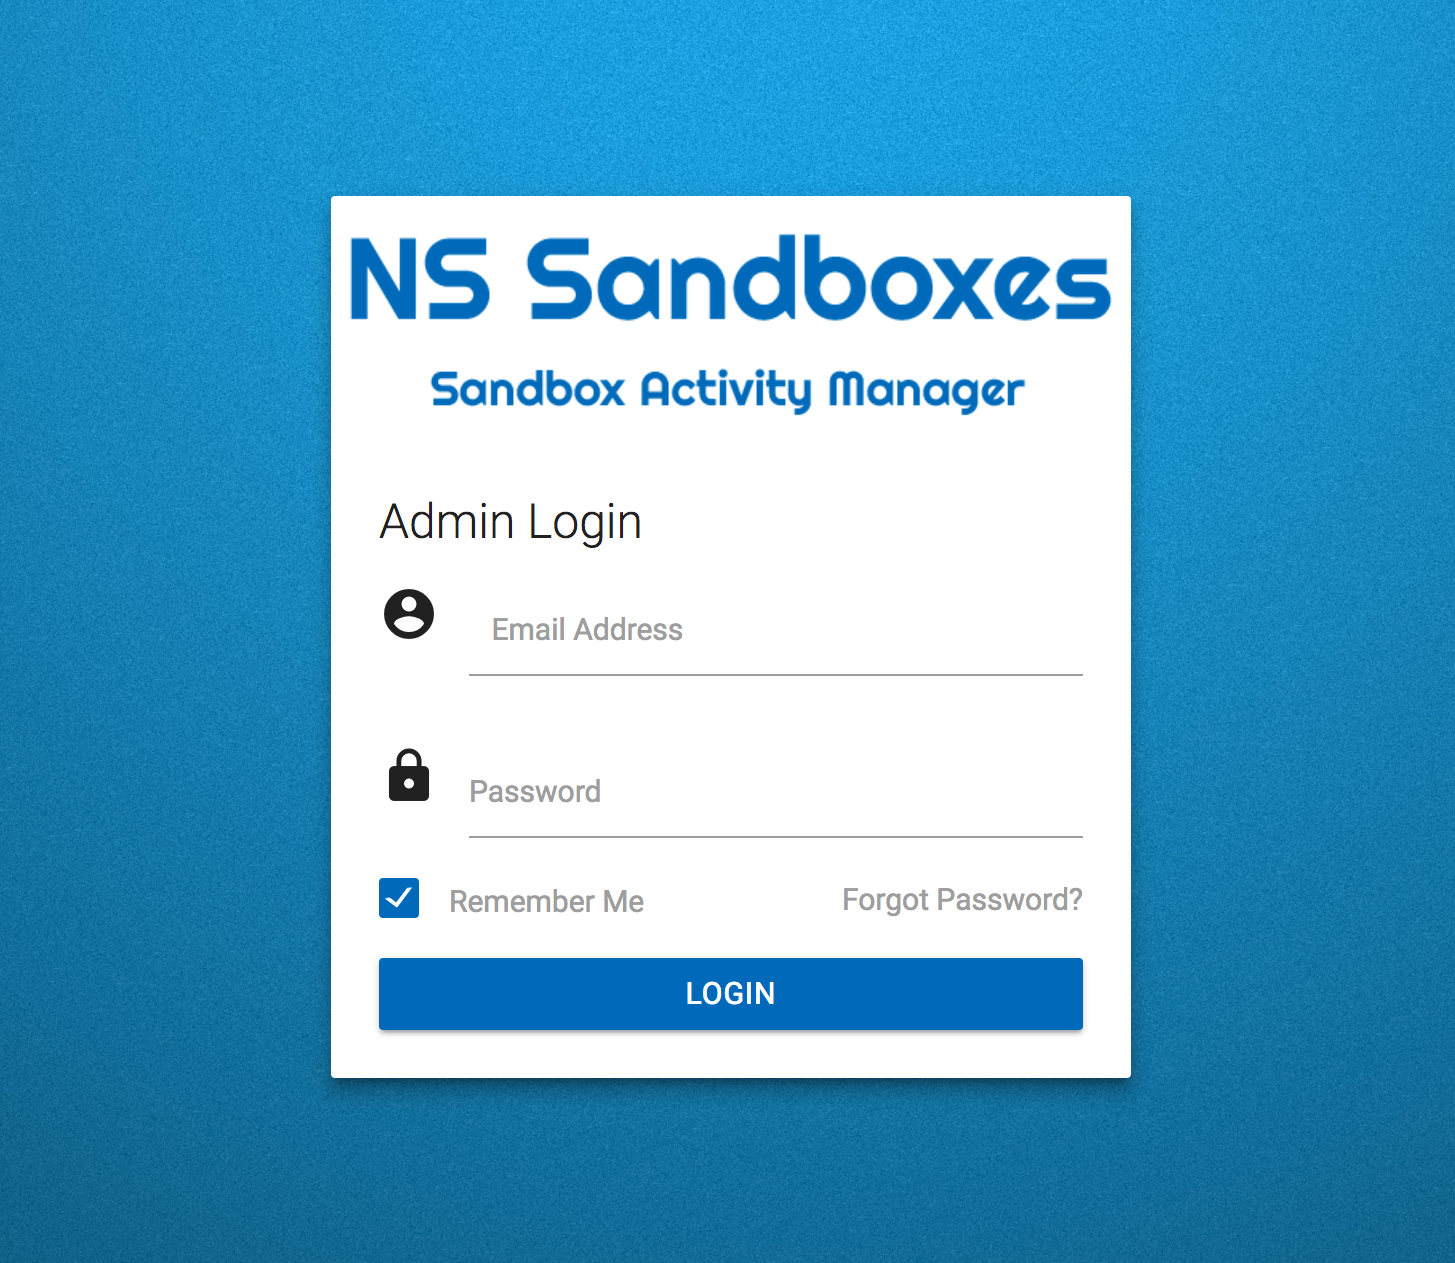 NS Sandboxes
Sandbox Activity Manager
Admin Login
Email Address
Password
Remember Me
Forgot Password?
LOGIN